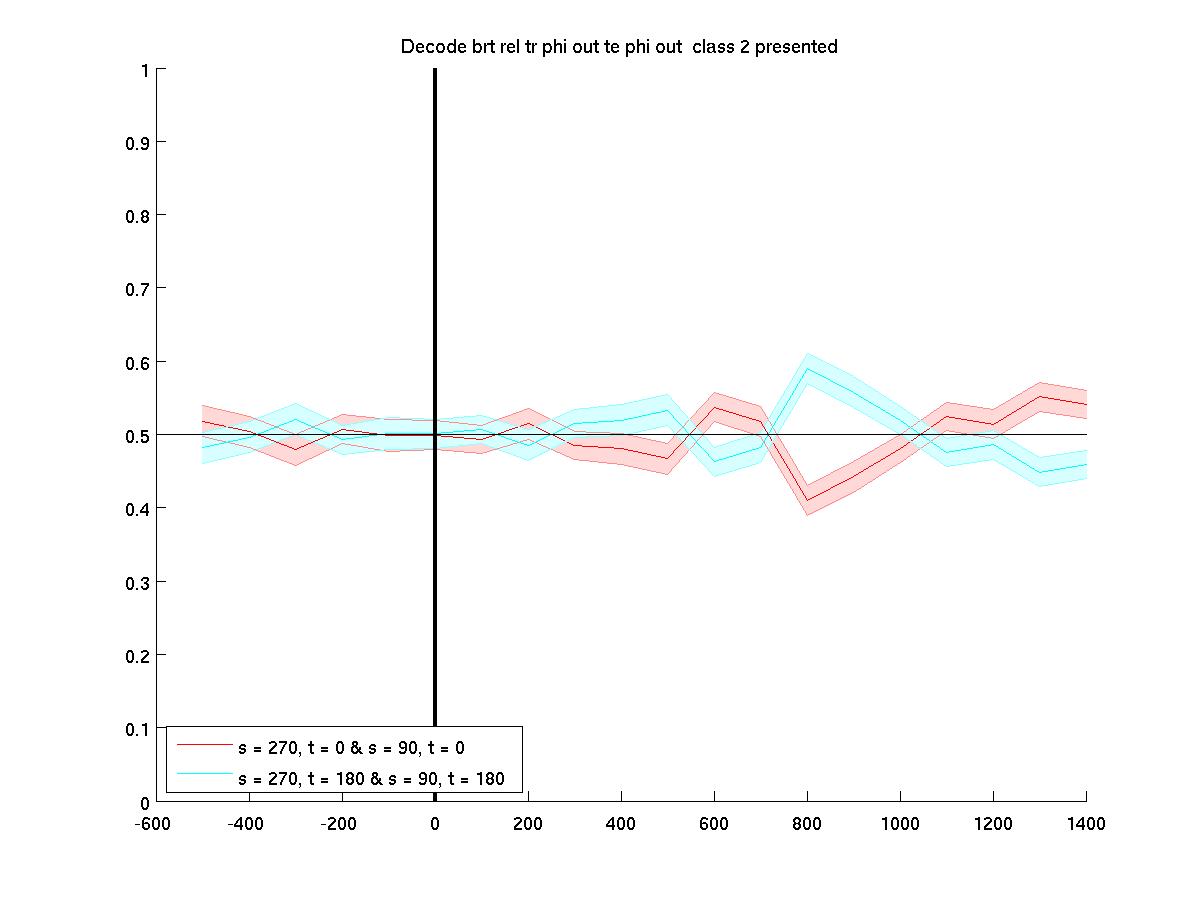 Decode brt rel tr phi out te phi out  class 2 presented
1
0.9
0.8
0.7
0.6
0.5
0.4
0.3
0.2
0.1
0
s = 270, t = 0 & s = 90, t = 0
s = 270, t = 180 & s = 90, t = 180
-600 -400 -200 0 200 400 600 800 1000 1200 1400